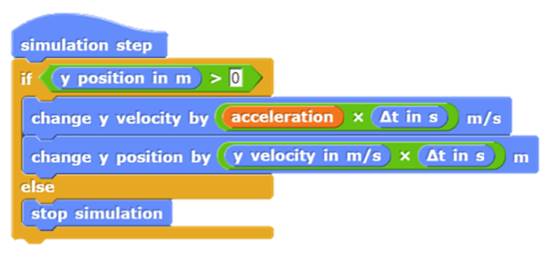 simulation step
if y position in m > 0
change y velocity by acceleration × Δt in s m/s
change y position by y velocity in m/s × Δt in s m
else
stop simulation